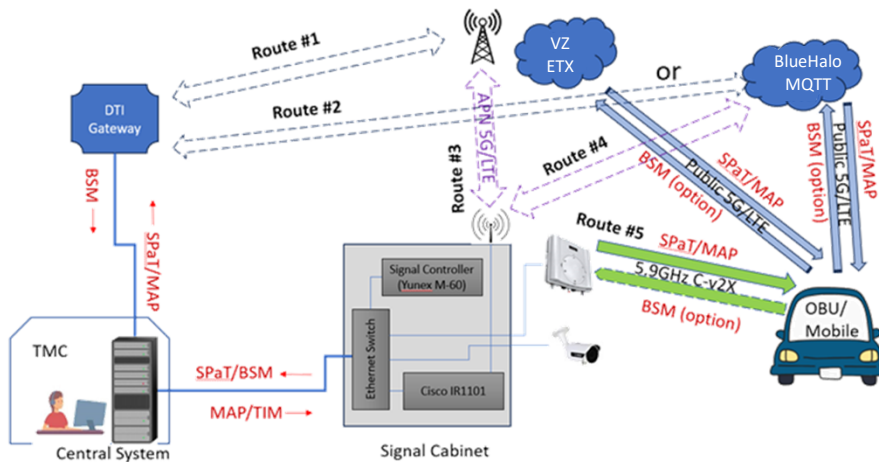 Route #1
VZ
ETX
or
BlueHalo
MQTT
DTI
Gateway
Route #2
Route #3
APN 5G/LTE
Route #4
SPaT/MAP
Public 5G/LTE
BSM (option)
SPaT/MAP
Public 5G/LTE
BSM (option)
BSM
SPaT/MAP
Route #5
SPaT/MAP
5.9GHz C-v2X
BSM (option)
OBU/
Mobile
Signal Controller
(Yunex M-60)
Ethernet Switch
Cisco IR1101
Signal Cabinet
TMC
SPaT/BSM
MAP/TIM
Central System